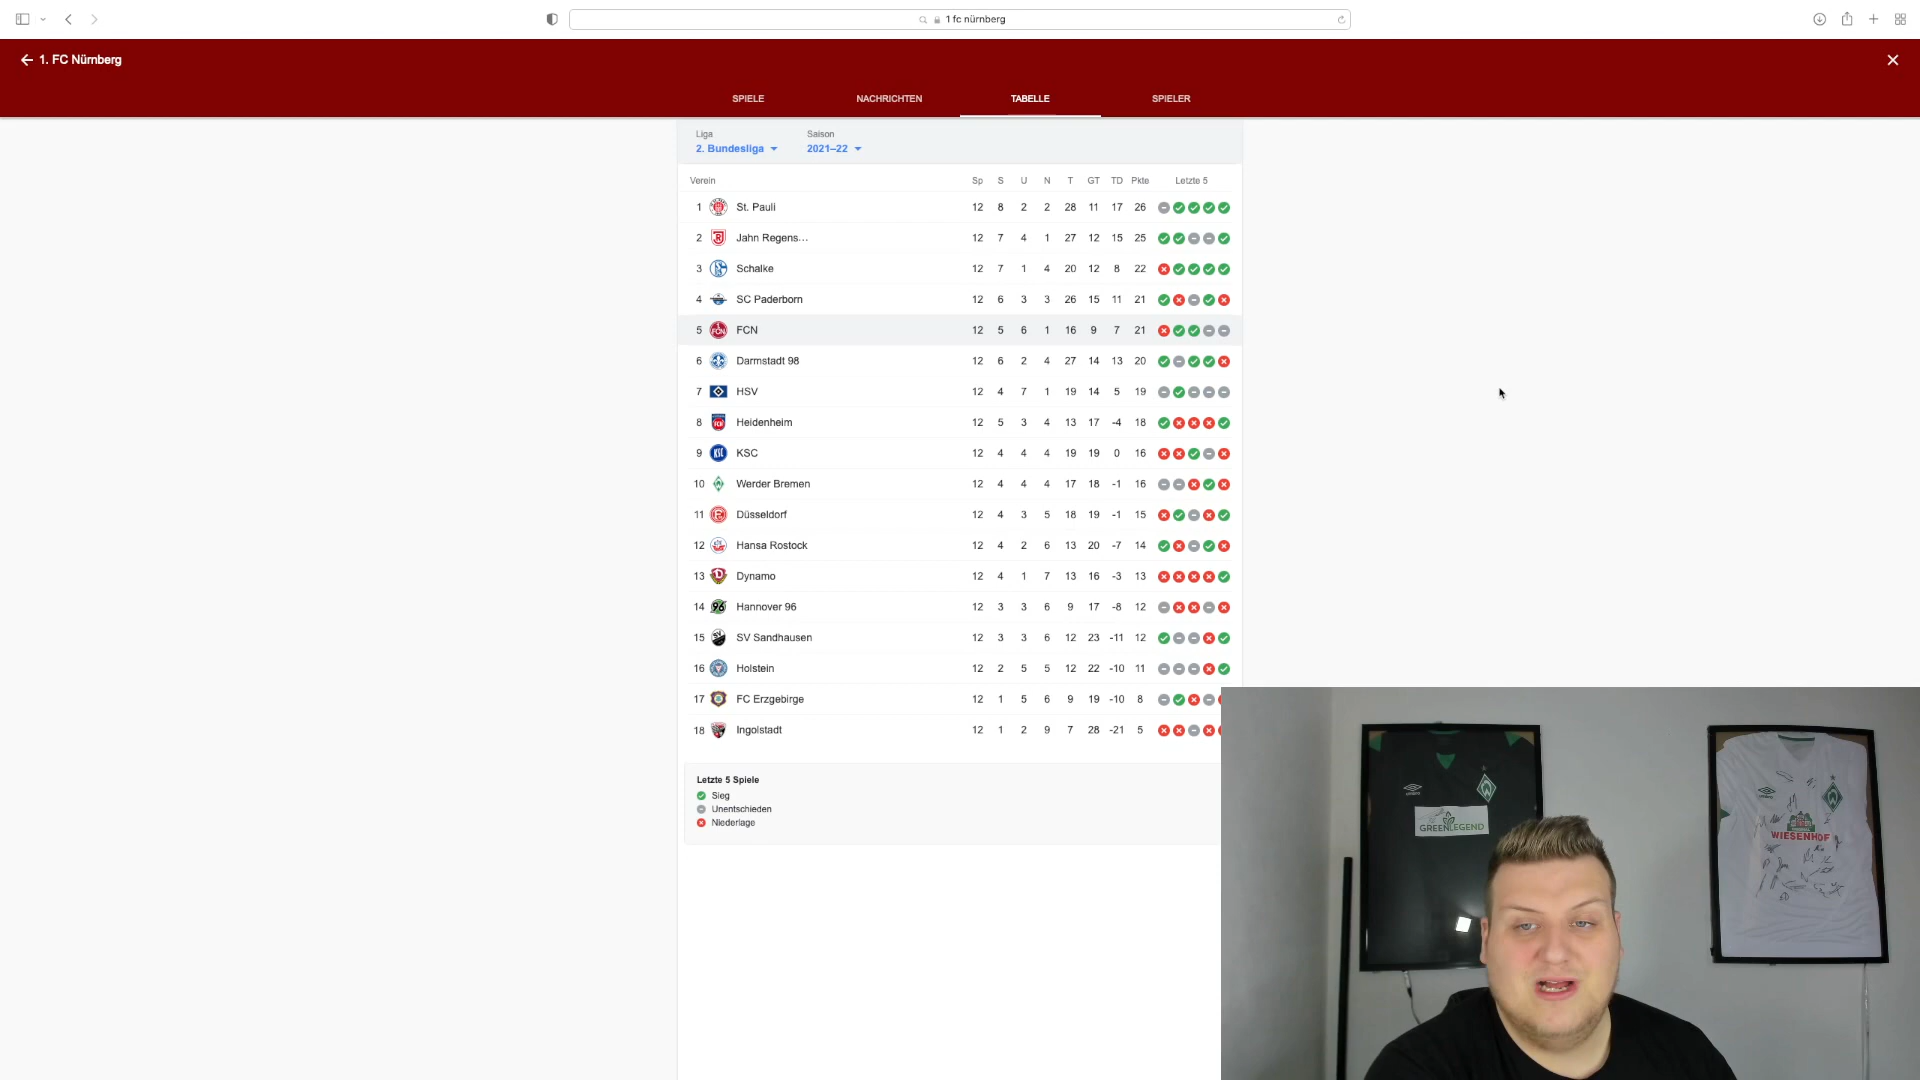 1 fc nürnberg
1. FC Nürnberg
SPIELE NACHRICHTEN TABELLE SPIELER
Liga Saison
2. Bundesliga 2021–22
Verein Sp S U N T GT TD Pkte Letzte 5
1 St. Pauli 12 8 2 2 28 11 17 26
2 Jahn Regens... 12 7 4 1 27 12 15 25
3 Schalke 12 7 1 4 20 12 8 22
4 SC Paderborn 12 6 3 3 26 15 11 21
5 FCN 12 5 6 1 16 9 7 21
6 Darmstadt 98 12 6 2 4 27 14 13 20
7 HSV 12 4 7 1 19 14 5 19
8 Heidenheim 12 5 3 4 13 17 -4 18
9 KSC 12 4 4 4 19 19 0 16
10 Werder Bremen 12 4 4 4 17 18 -1 16
11 Düsseldorf 12 4 3 5 18 19 -1 15
12 Hansa Rostock 12 4 2 6 13 20 -7 14
13 Dynamo 12 4 1 7 13 16 -3 13
14 Hannover 96 12 3 3 6 9 17 -8 12
15 SV Sandhausen 12 3 3 6 12 23 -11 12
16 Holstein 12 2 5 5 12 22 -10 11
17 FC Erzgebirge 12 1 5 6 9 19 -10 8
18 Ingolstadt 12 1 2 9 7 28 -21 5
Letzte 5 Spiele
Sieg
Unentschieden
Niederlage
GREENLEGEND
WIESENHOF